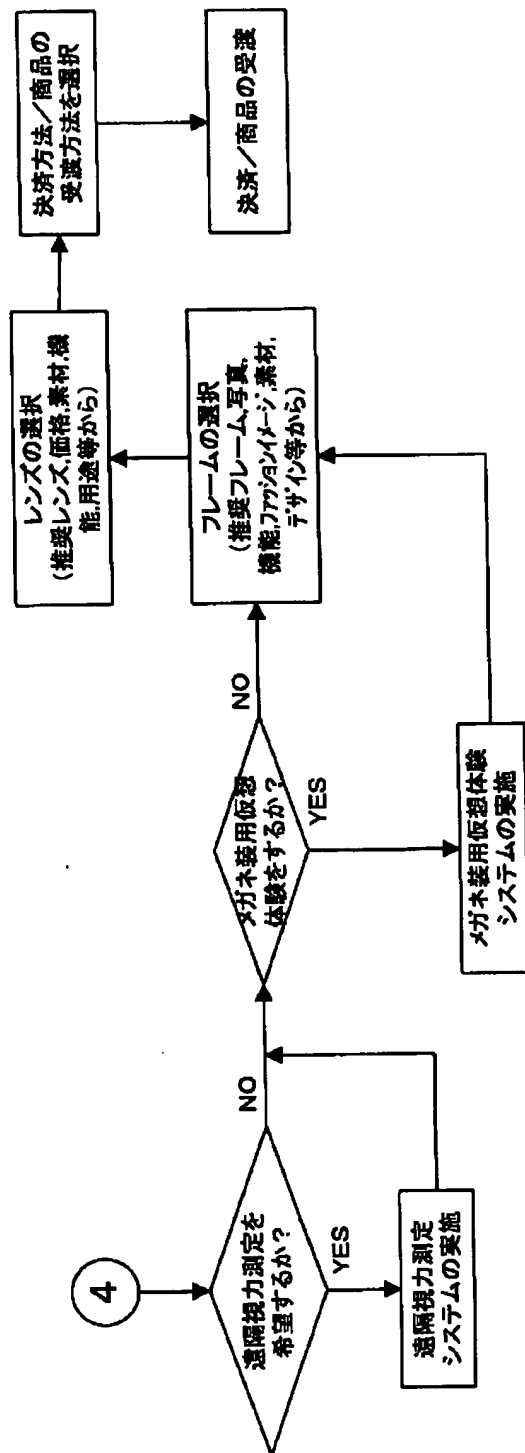 4
遠隔視力測定を
希望するか?
NO
YES
遠隔視力測定
システムの実施
メガネ装用仮想
体験をするか?
NO
YES
メガネ装用仮想体験
システムの実施
フレームの選択
(推奨フレーム,写真,
機能,ファッションイメージ,素材,
デザイン等から)
レンズの選択
(推奨レンズ,価格,素材,機
能,用途等から)
決済方法/商品の
受渡方法を選択
決済/商品の受渡